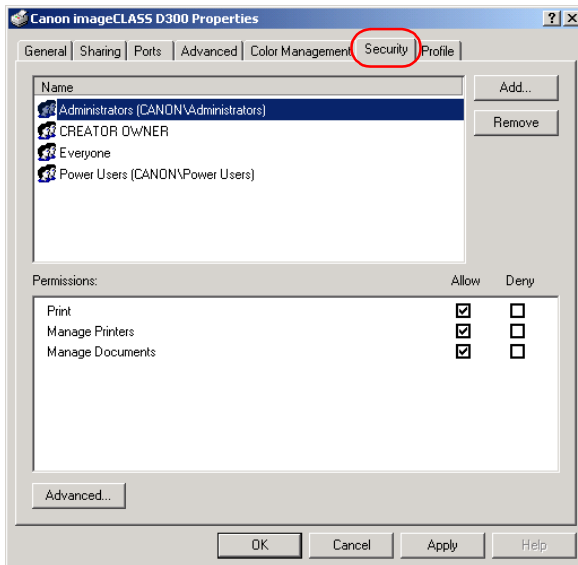 Canon imageCLASS D300 Properties
General Sharing Ports Advanced Color Management Security Profile
Name
Administrators (CANON\Administrators)
CREATOR OWNER
Everyone
Power Users (CANON\Power Users)
Add...
Remove
Permissions: Allow Deny
Print
Manage Printers
Manage Documents
Advanced...
OK Cancel Apply Help